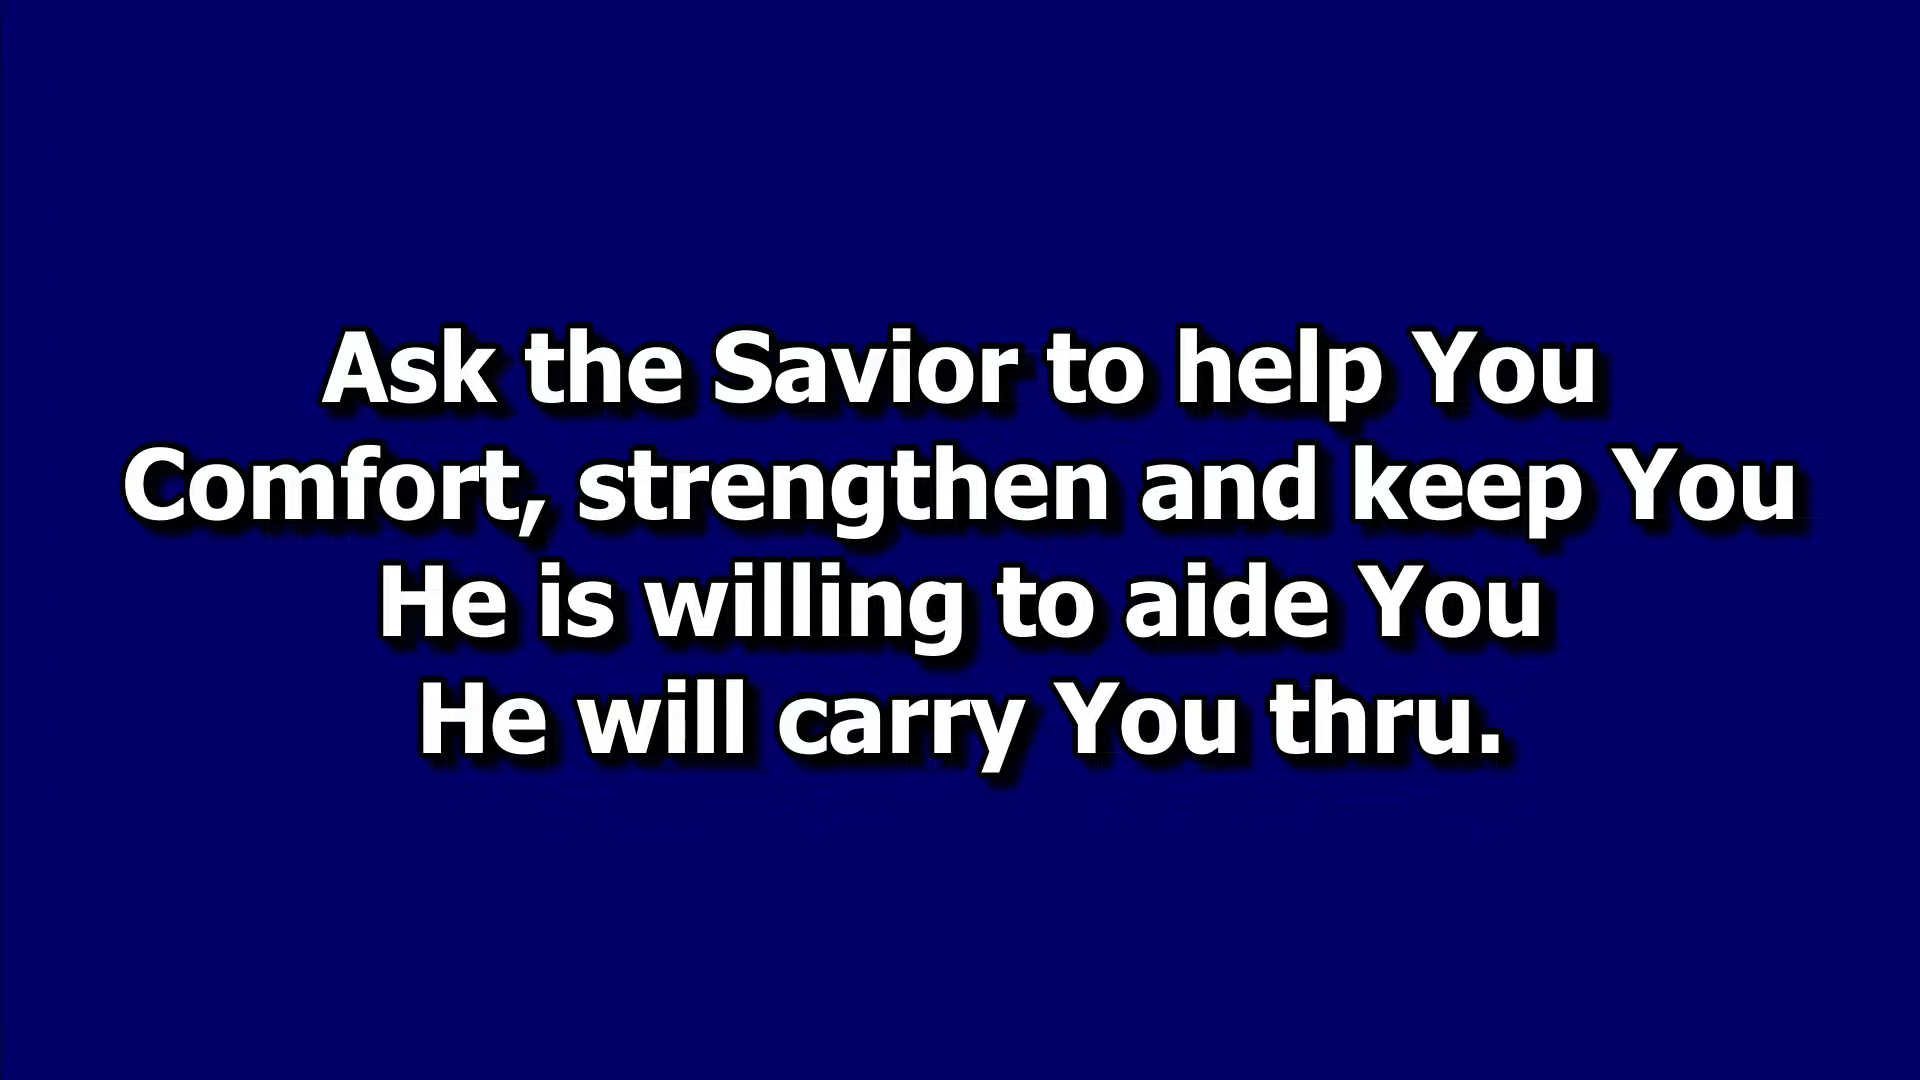 Ask the Savior to help You
Comfort, strengthen and keep You
He is willing to aide You
He will carry You thru.